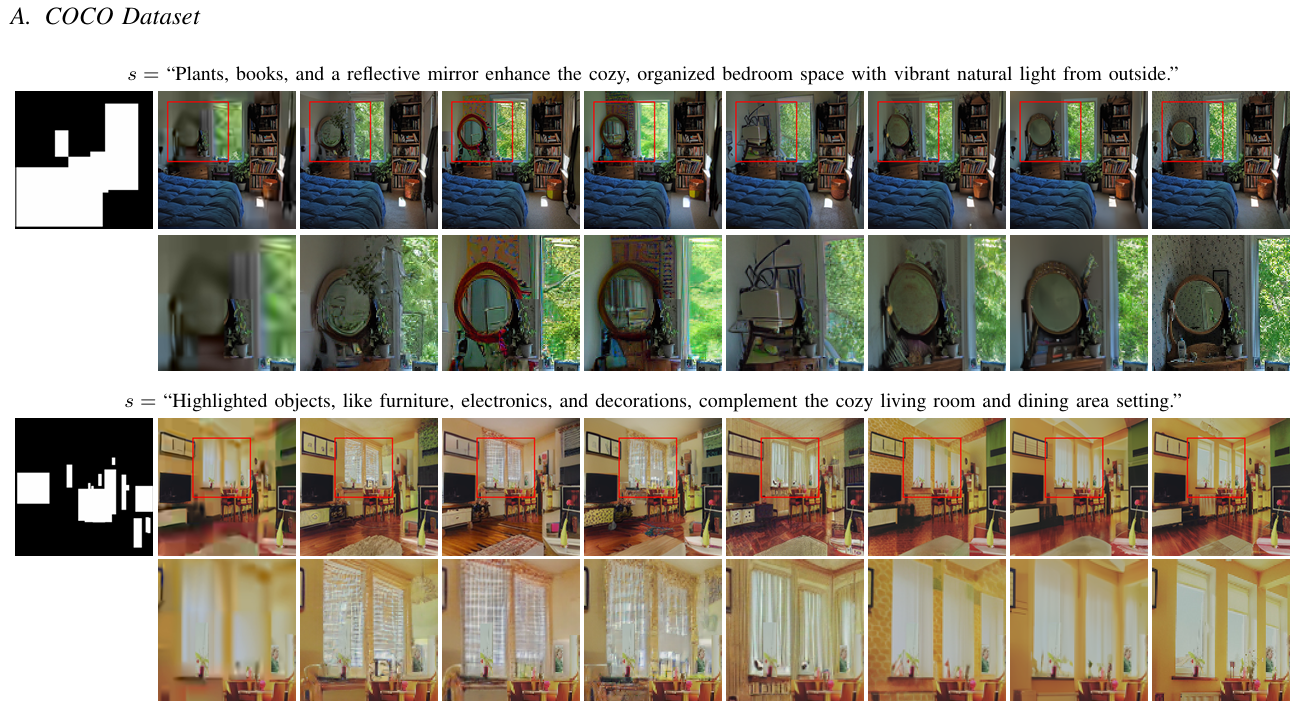 A. COCO Dataset
s = “Plants, books, and a reflective mirror enhance the cozy, organized bedroom space with vibrant natural light from outside.”
s = “Highlighted objects, like furniture, electronics, and decorations, complement the cozy living room and dining area setting.”